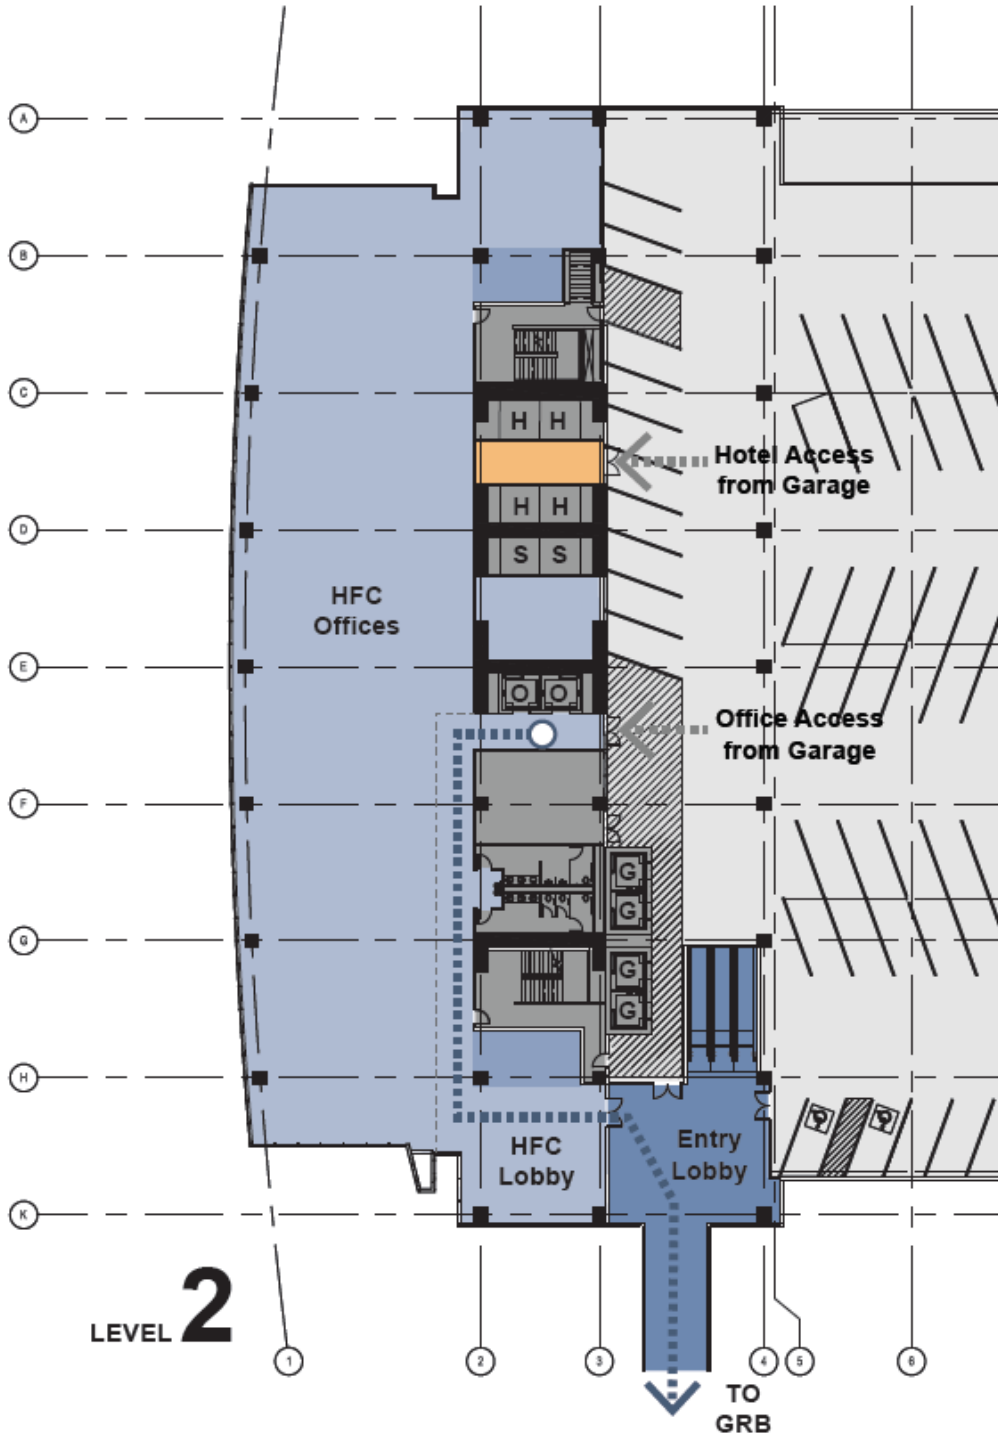 A
B
C
H H
Hotel Access
from Garage
H H
D
S S
HFC
Offices
E
O O
Office Access
from Garage
F
G
G
G
G
G
H
HFC
Lobby
Entry
Lobby
K
LEVEL 2
1 2 3 4 5 6
TO
GRB